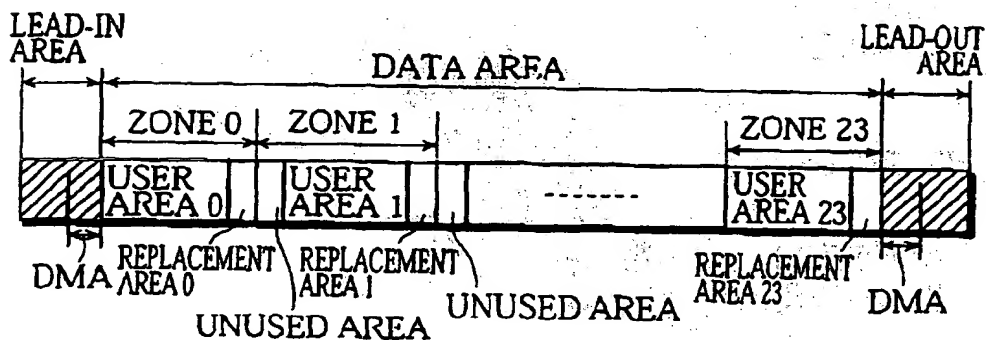 LEAD-IN
AREA
LEAD-OUT
AREA
DATA AREA
ZONE 0
ZONE 1
ZONE 23
USER
AREA 0
USER
AREA 1
USER
AREA 23
DMA
REPLACEMENT
AREA 0
UNUSED AREA
REPLACEMENT
AREA 1
UNUSED AREA
REPLACEMENT
AREA 23
DMA